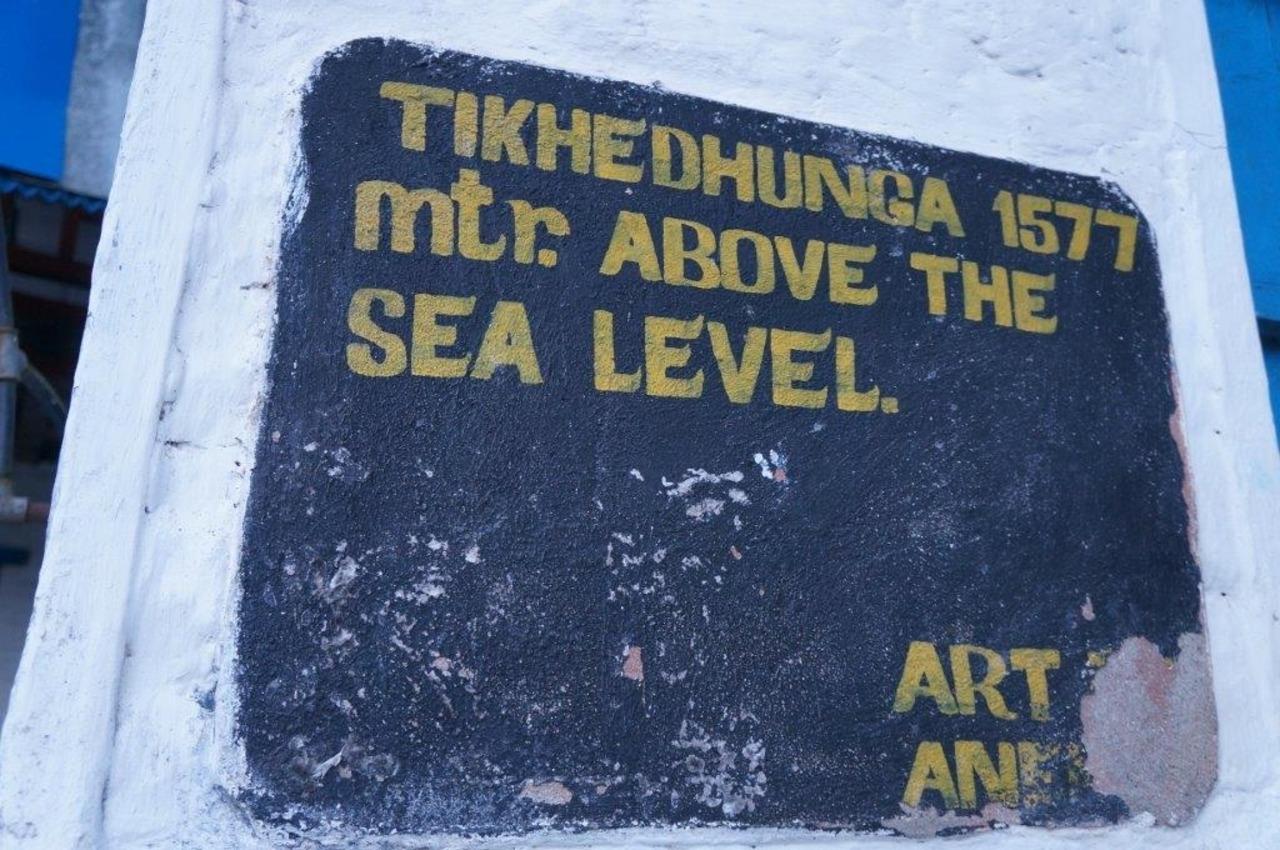 TIKHEDHUNGA 1577
mtr. ABOVE THE
SEA LEVEL.
ART